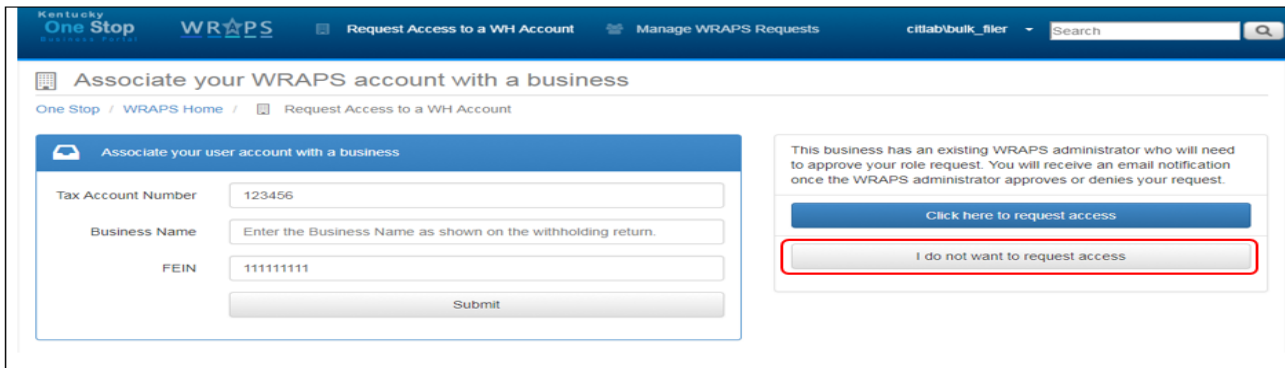 Kentucky
One Stop
Business Portal
WRAPS
Request Access to a WH Account
Manage WRAPS Requests
citlab\bulk_filer
Search
Associate your WRAPS account with a business
One Stop / WRAPS Home / Request Access to a WH Account
Associate your user account with a business
Tax Account Number
123456
Business Name
Enter the Business Name as shown on the withholding return.
FEIN
111111111
Submit
This business has an existing WRAPS administrator who will need
to approve your role request. You will receive an email notification
once the WRAPS administrator approves or denies your request.
Click here to request access
I do not want to request access